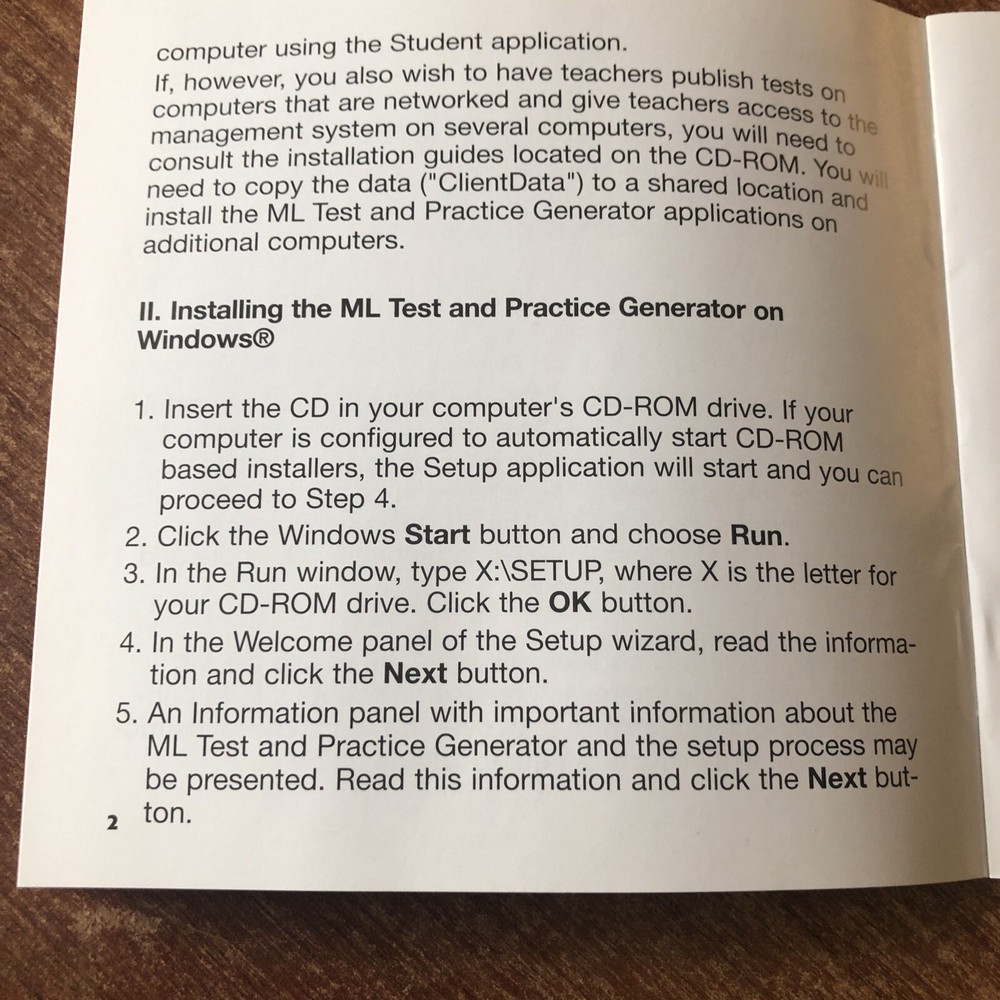 computer using the Student application.
If, however, you also wish to have teachers publish tests on
computers that are networked and give teachers access to the
management system on several computers, you will need to
consult the installation guides located on the CD-ROM. You will
need to copy the data ("ClientData") to a shared location and
install the ML Test and Practice Generator applications on
additional computers.
II. Installing the ML Test and Practice Generator on
Windows®
1. Insert the CD in your computer's CD-ROM drive. If your
computer is configured to automatically start CD-ROM
based installers, the Setup application will start and you can
proceed to Step 4.
2. Click the Windows Start button and choose Run.
3. In the Run window, type X:\SETUP, where X is the letter for
your CD-ROM drive. Click the OK button.
4. In the Welcome panel of the Setup wizard, read the informa-
tion and click the Next button.
5. An Information panel with important information about the
ML Test and Practice Generator and the setup process may
be presented. Read this information and click the Next but-
ton.
2